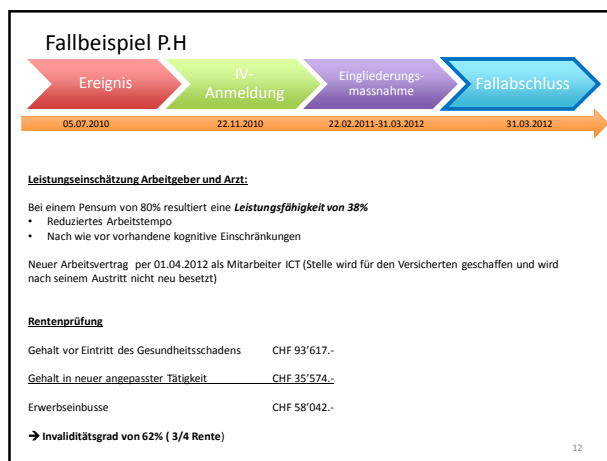 Fallbeispiel P.H
Ereignis
IV-
Anmeldung
Eingliederungs-
massnahme
Fallabschluss
05.07.2010 22.11.2010 22.02.2011-31.03.2012 31.03.2012
Leistungseinschätzung Arbeitgeber und Arzt:
Bei einem Pensum von 80% resultiert eine Leistungsfähigkeit von 38%
• Reduziertes Arbeitstempo
• Nach wie vor vorhandene kognitive Einschränkungen
Neuer Arbeitsvertrag per 01.04.2012 als Mitarbeiter ICT (Stelle wird für den Versicherten geschaffen und wird
nach seinem Austritt nicht neu besetzt)
Rentenprüfung
Gehalt vor Eintritt des Gesundheitsschadens CHF 93’617.-
Gehalt in neuer angepasster Tätigkeit CHF 35’574.-
Erwerbseinbusse CHF 58’042.-
→ Invaliditätsgrad von 62% ( 3/4 Rente)
12